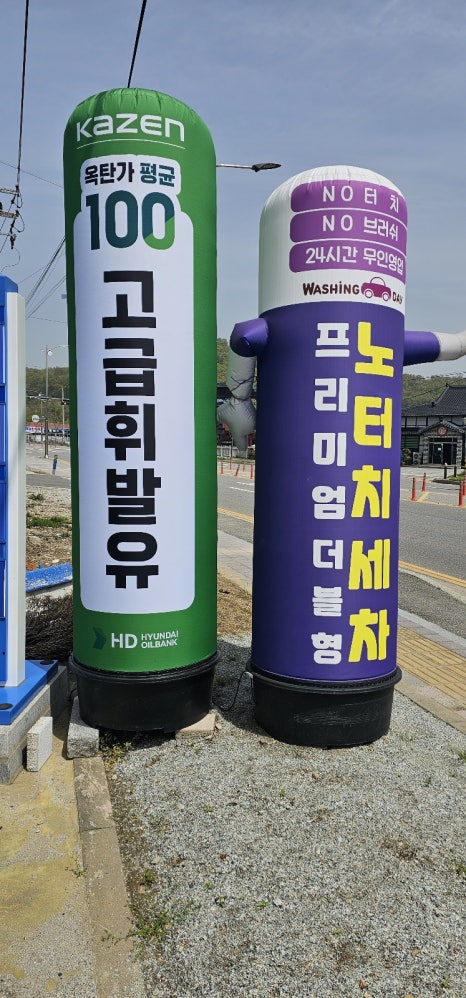 KAZEN
옥탄가 평균
100
고급휘발유
HD HYUNDAI
OILBANK
NO 터치
NO 브러쉬
24시간 무인영업
WASHING DAY
프리미엄더블형
노터치세차